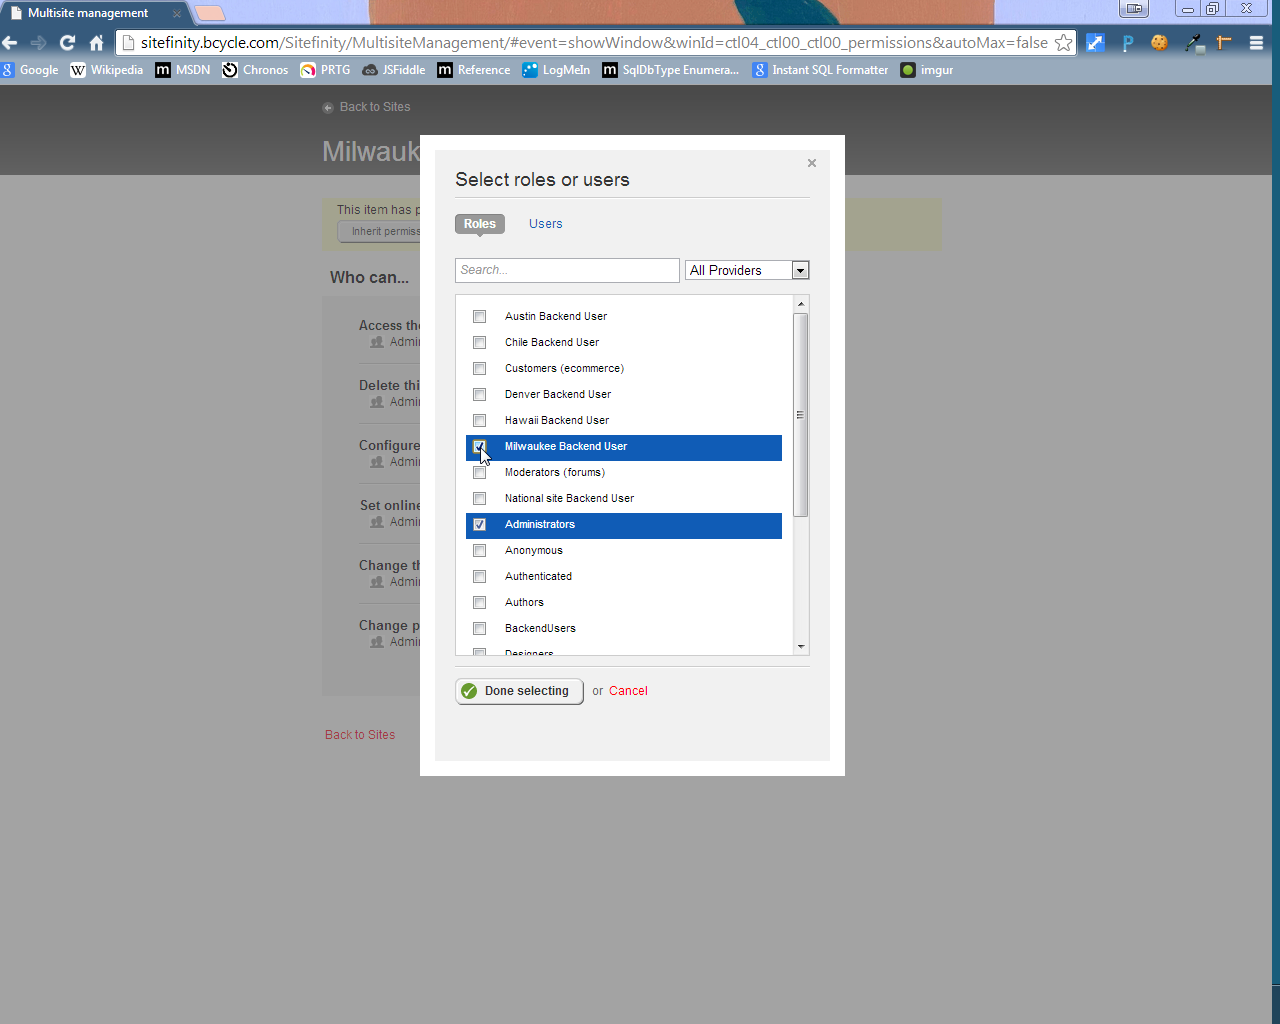 Multisite management
sitefinity.bcycle.com/Sitefinity/MultisiteManagement/#event=showWindow&winId=ctl04_ctl00_ctl00_permissions&autoMax=false
Google Wikipedia MSDN Chronos PRTG JSFiddle Reference LogMeIn SqlDbType Enumera... Instant SQL Formatter imgur
Back to Sites
Milwauk
This item has p
Inherit permiss
Who can...
Access the
Admi
Delete thi
Admi
Configure
Admi
Set online
Admi
Change th
Admi
Change p
Admi
Back to Sites
Select roles or users
Roles Users
Search... All Providers
Austin Backend User
Chile Backend User
Customers (ecommerce)
Denver Backend User
Hawaii Backend User
Milwaukee Backend User
Moderators (forums)
National site Backend User
Administrators
Anonymous
Authenticated
Authors
BackendUsers
Designers
Done selecting or Cancel